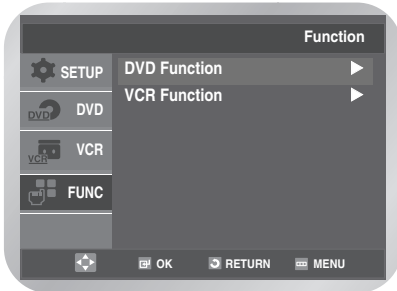 Function
SETUP
DVD Function
VCR Function
DVD DVD
VCR VCR
FUNC
OK RETURN MENU